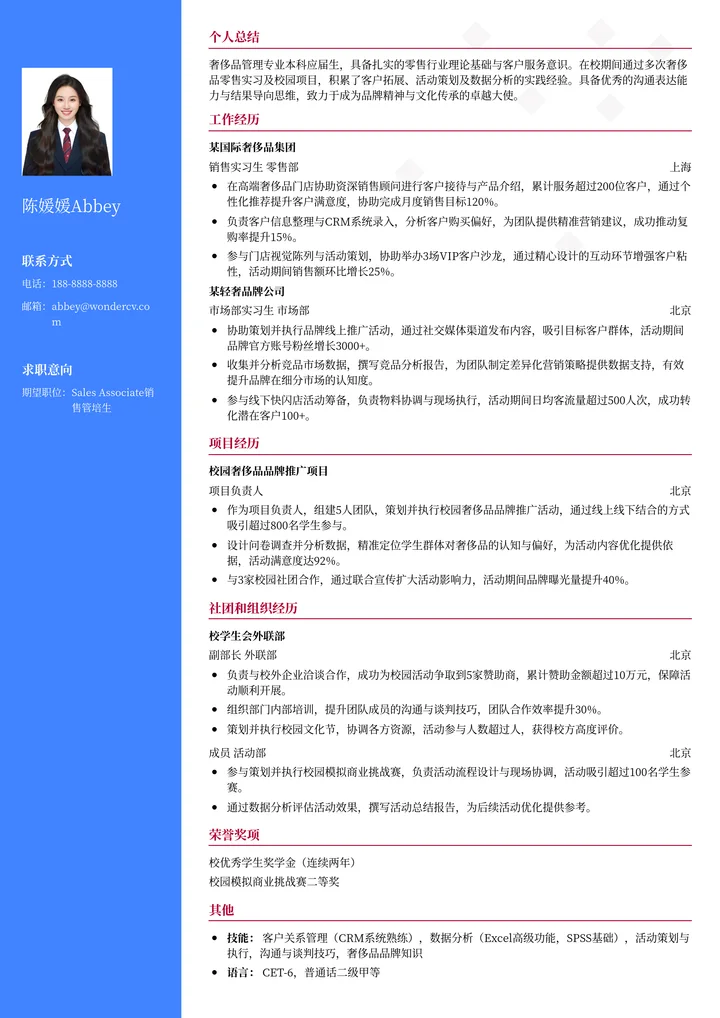 陈媛媛Abbey
联系方式
电话：188-8888-8888
邮箱：abbey@wondercv.co
m
求职意向
期望职位：Sales Associate销
售管培生
个人总结
奢侈品管理专业本科应届生，具备扎实的零售行业理论基础与客户服务意识。在校期间通过多次奢侈
品零售实习及校园项目，积累了客户拓展、活动策划及数据分析的实践经验。具备优秀的沟通表达能
力与结果导向思维，致力于成为品牌精神与文化传承的卓越大使。
工作经历
某国际奢侈品集团
销售实习生 零售部 上海
• 在高端奢侈品门店协助资深销售顾问进行客户接待与产品介绍，累计服务超过200位客户，通过个
性化推荐提升客户满意度，协助完成月度销售目标120%。
• 负责客户信息整理与CRM系统录入，分析客户购买偏好，为团队提供精准营销建议，成功推动复
购率提升15%。
• 参与门店视觉陈列与活动策划，协助举办3场VIP客户沙龙，通过精心设计的互动环节增强客户粘
性，活动期间销售额环比增长25%。
某轻奢品牌公司
市场部实习生 市场部 北京
• 协助策划并执行品牌线上推广活动，通过社交媒体渠道发布内容，吸引目标客户群体，活动期间
品牌官方账号粉丝增长3000+。
• 收集并分析竞品市场数据，撰写竞品分析报告，为团队制定差异化营销策略提供数据支持，有效
提升品牌在细分市场的认知度。
• 参与线下快闪店活动筹备，负责物料协调与现场执行，活动期间日均客流量超过500人次，成功转
化潜在客户100+。
项目经历
校园奢侈品品牌推广项目
项目负责人 北京
• 作为项目负责人，组建5人团队，策划并执行校园奢侈品品牌推广活动，通过线上线下结合的方式
吸引超过800名学生参与。
• 设计问卷调查并分析数据，精准定位学生群体对奢侈品的认知与偏好，为活动内容优化提供依
据，活动满意度达92%。
• 与3家校园社团合作，通过联合宣传扩大活动影响力，活动期间品牌曝光量提升40%。
社团和组织经历
校学生会外联部
副部长 外联部 北京
• 负责与校外企业洽谈合作，成功为校园活动争取到5家赞助商，累计赞助金额超过10万元，保障活
动顺利开展。
• 组织部门内部培训，提升团队成员的沟通与谈判技巧，团队合作效率提升30%。
• 策划并执行校园文化节，协调各方资源，活动参与人数超过人，获得校方高度评价。
成员 活动部 北京
• 参与策划并执行校园模拟商业挑战赛，负责活动流程设计与现场协调，活动吸引超过100名学生参
赛。
• 通过数据分析评估活动效果，撰写活动总结报告，为后续活动优化提供参考。
荣誉奖项
校优秀学生奖学金（连续两年）
校园模拟商业挑战赛二等奖
其他
• 技能： 客户关系管理（CRM系统熟练），数据分析（Excel高级功能，SPSS基础），活动策划与
执行，沟通与谈判技巧，奢侈品品牌知识
• 语言： CET-6，普通话二级甲等